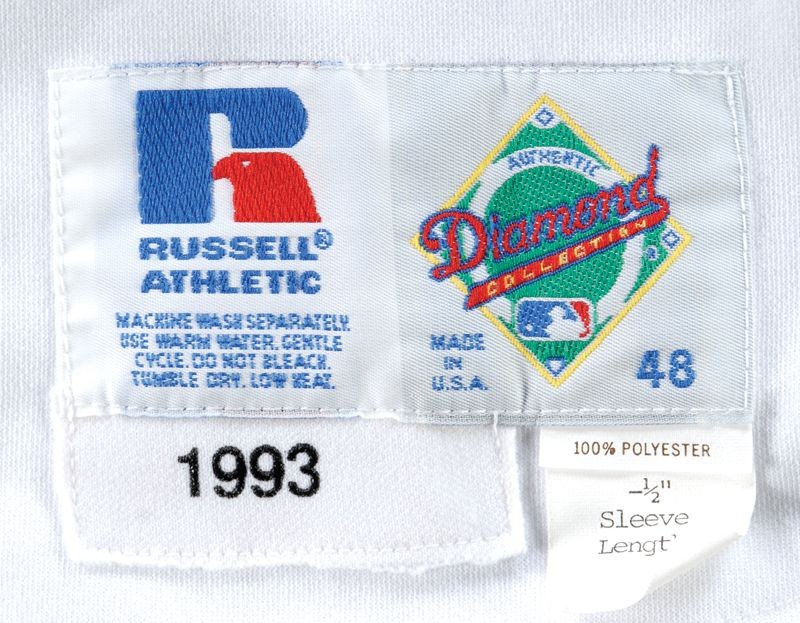 RUSSELL®
ATHLETIC
MACHINE WASH SEPARATELY.
USE WARM WATER. GENTLE
CYCLE. DO NOT BLEACH.
TUMBLE DRY. LOW HEAT.
AUTHENTIC
Diamond
COLLECTION
MADE
IN
U.S.A.
48
1993
100% POLYESTER
-½"
Sleeve
Lengt'